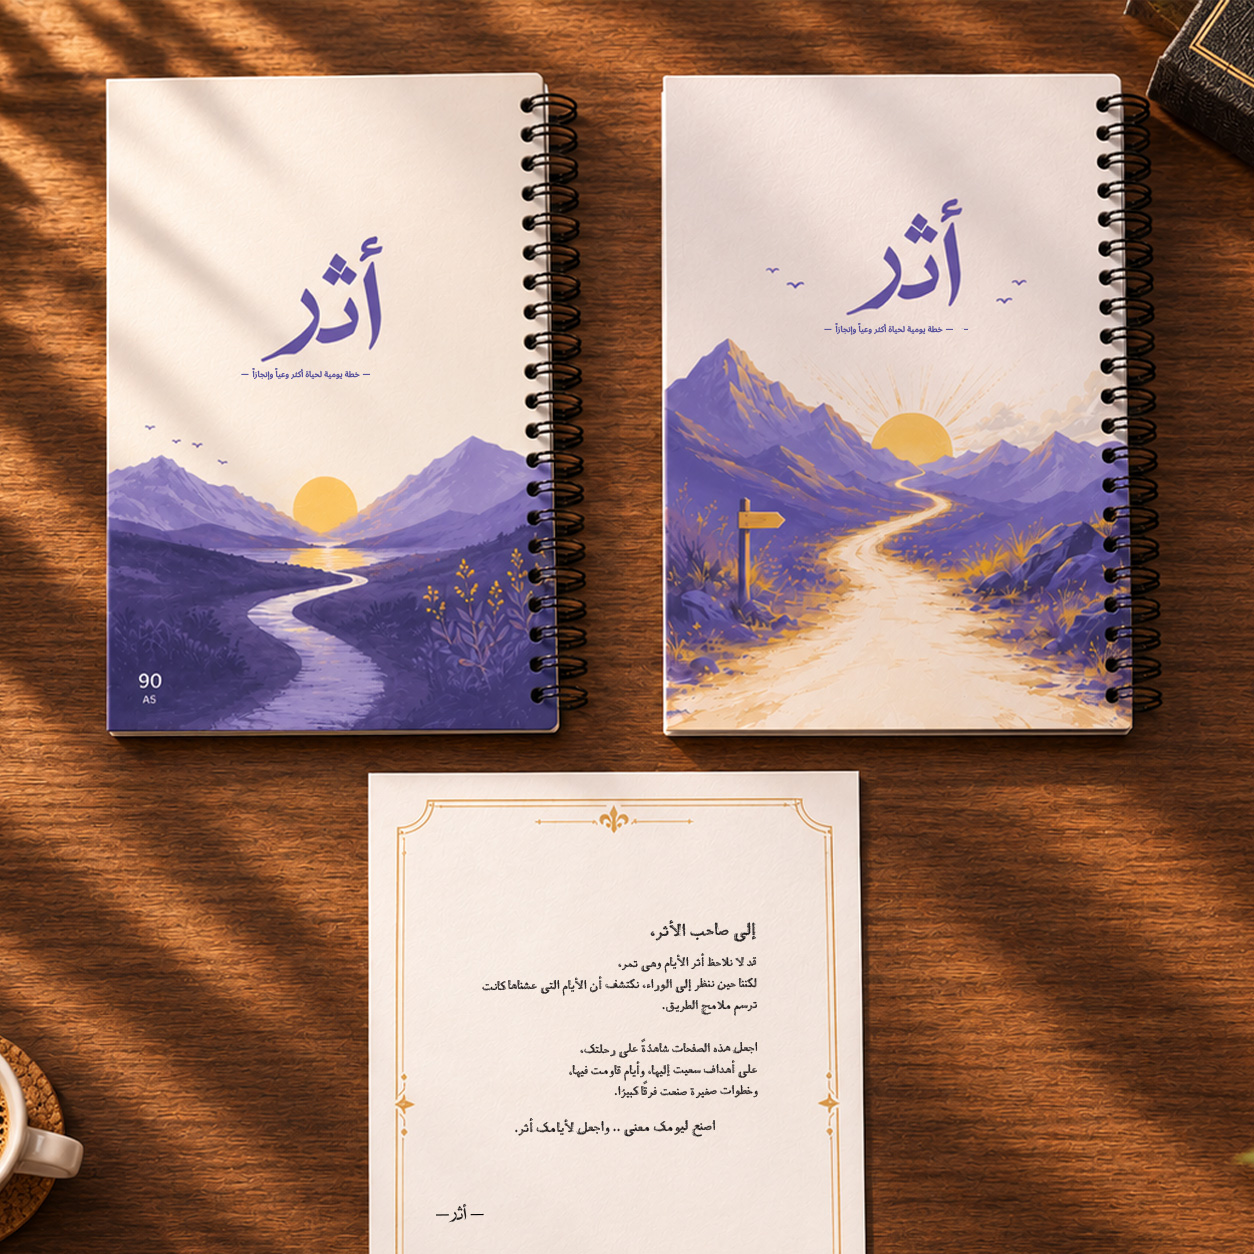 أثر
— خطة يومية لحياة أكثر وعياً وإنجازاً —
90
AS
أثر
— خطة يومية لحياة أكثر وعياً وإنجازاً — -
إلى صاحب الأثر،
قد لا نلاحظ أثر الأيام وهي تمر،
لكننا حين ننظر إلى الوراء، نكتشف أن الأيام التي عشناها كانت
ترسم ملامح الطريق.
اجعل هذه الصفحات شاهدةً على رحلتك،
على أهداف سعيت إليها، وأيام قاومت فيها،
وخطوات صغيرة صنعت فرقًا كبيرًا.
اصنع ليومك معنى .. واجعل لأيامك أثر.
— أثر —